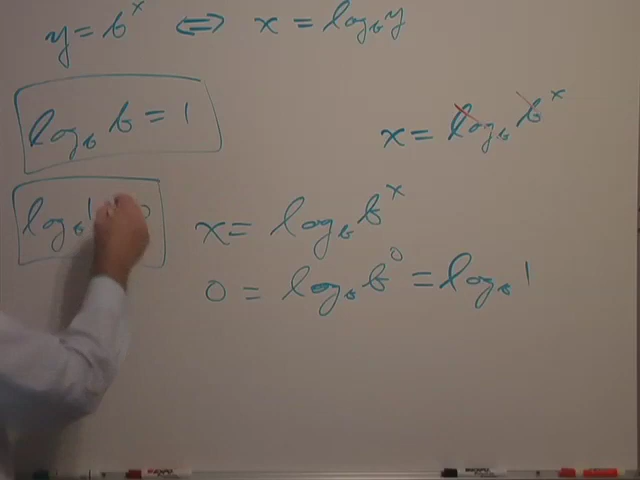 y = b^x ⇔ x = log_b y
log_b b = 1
x = log_b b^x
log_b 1 0
x = log_b b^x
0 = log_b b^0 = log_b 1